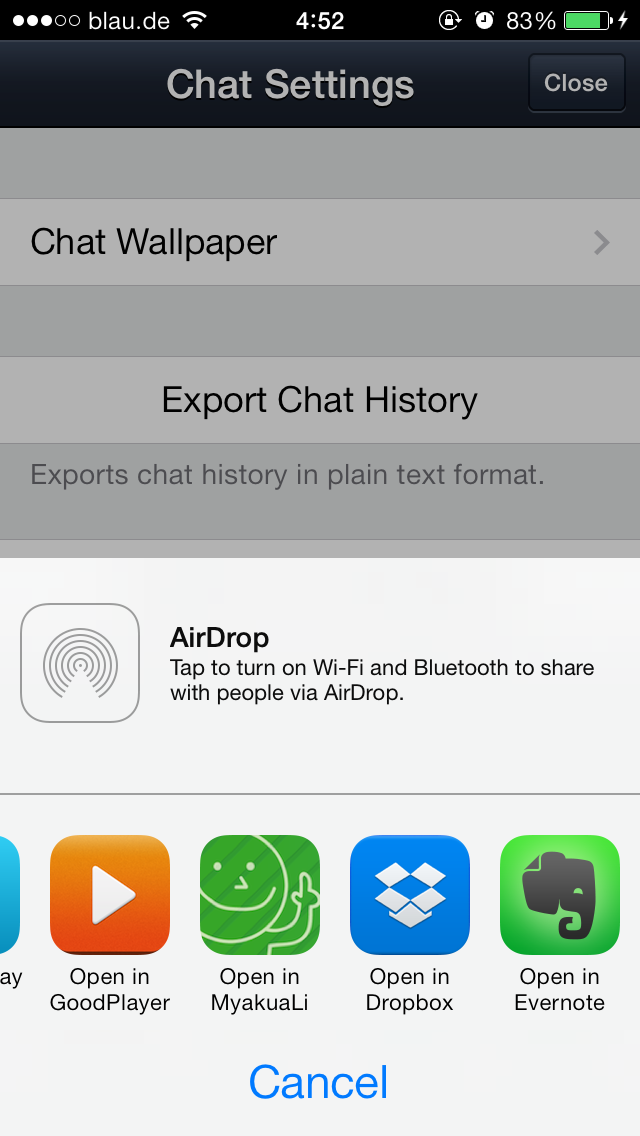 blau.de 4:52 83%
Chat Settings
Close
Chat Wallpaper
Export Chat History
Exports chat history in plain text format.
AirDrop
Tap to turn on Wi-Fi and Bluetooth to share
with people via AirDrop.
ay
Open in
GoodPlayer
Open in
MyakuaLi
Open in
Dropbox
Open in
Evernote
Cancel